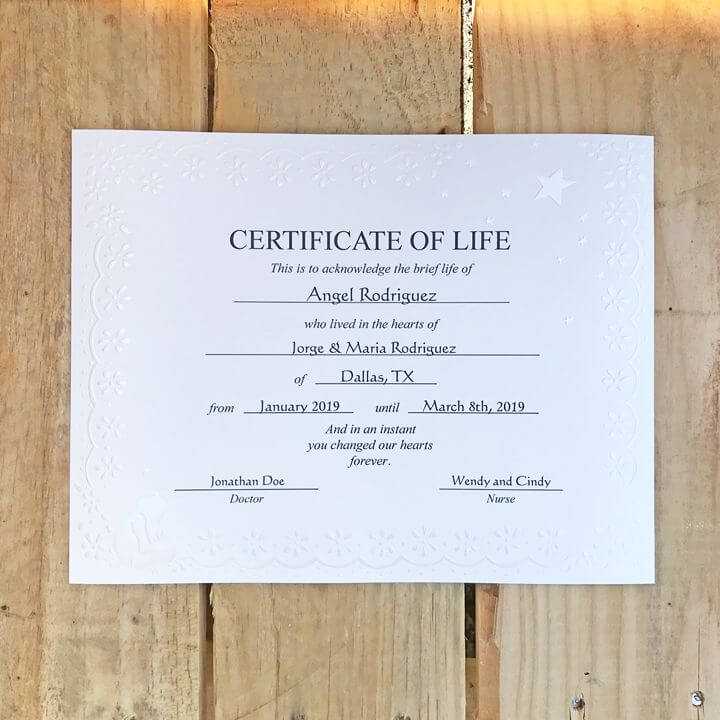 CERTIFICATE OF LIFE
This is to acknowledge the brief life of
Angel Rodriguez
who lived in the hearts of
Jorge & Maria Rodriguez
of Dallas, TX
from January 2019 until March 8th, 2019
And in an instant
you changed our hearts
forever.
Jonathan Doe Wendy and Cindy
Doctor Nurse